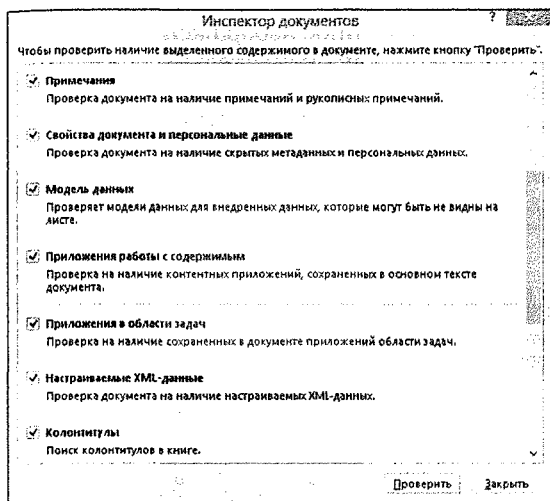 Инспектор документов
?
Чтобы проверить наличие выделенного содержимого в документе, нажмите кнопку "Проверить".
Примечания
Проверка документа на наличие примечаний и рукописных примечаний.
Свойства документа и персональные данные
Проверка документа на наличие скрытых метаданных и персональных данных.
Модель данных
Проверяет модели данных для внедренных данных, которые могут быть не видны на
листе.
Приложения работы с содержимым
Проверка на наличие контентных приложений, сохраненных в основном тексте
документа.
Приложения в области задач
Проверка на наличие сохраненных в документе приложений области задач.
Настраиваемые XML-данные
Проверка документа на наличие настраиваемых XML-данных.
Колонтитулы
Поиск колонтитулов в книге.
Проверить Закрыть